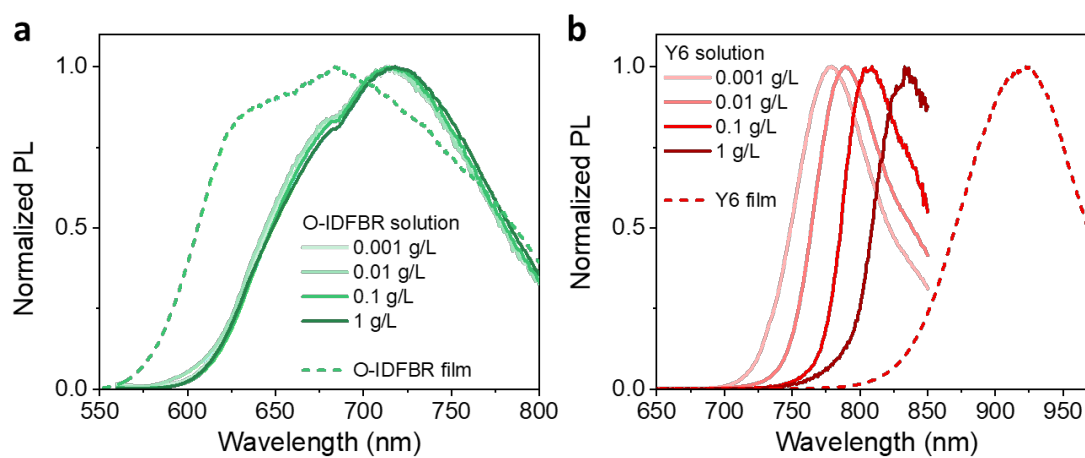 a
Normalized PL
1.0
0.5
0.0
O-IDFBR solution
0.001 g/L
0.01 g/L
0.1 g/L
1 g/L
O-IDFBR film
550 600 650 700 750 800
Wavelength (nm)
b
Normalized PL
1.0
0.5
0.0
Y6 solution
0.001 g/L
0.01 g/L
0.1 g/L
1 g/L
Y6 film
650 700 750 800 850 900 950
Wavelength (nm)